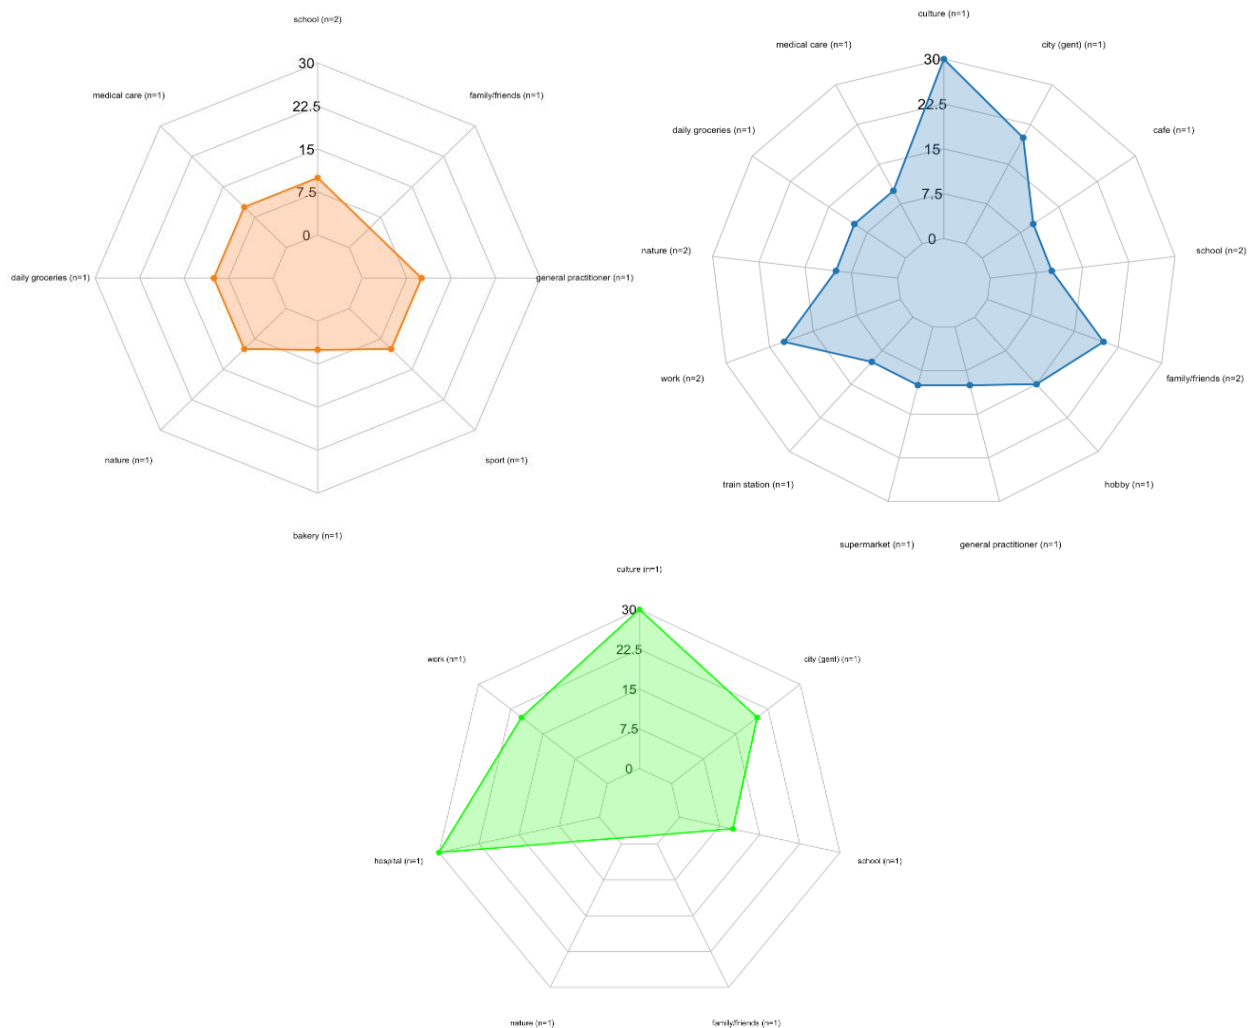 school (n=2)
30
medical care (n=1)
family/friends (n=1)
22.5
15
7.5
0
daily groceries (n=1)
general practitioner (n=1)
nature (n=1)
sport (n=1)
bakery (n=1)
culture (n=1)
medical care (n=1)
city (gent) (n=1)
30
22.5
daily groceries (n=1)
cafe (n=1)
15
7.5
0
nature (n=2)
school (n=2)
work (n=2)
family/friends (n=2)
train station (n=1)
hobby (n=1)
supermarket (n=1)
general practitioner (n=1)
culture (n=1)
30
work (n=1)
city (gent) (n=1)
22.5
15
7.5
0
hospital (n=1)
school (n=1)
nature (n=1)
family/friends (n=1)